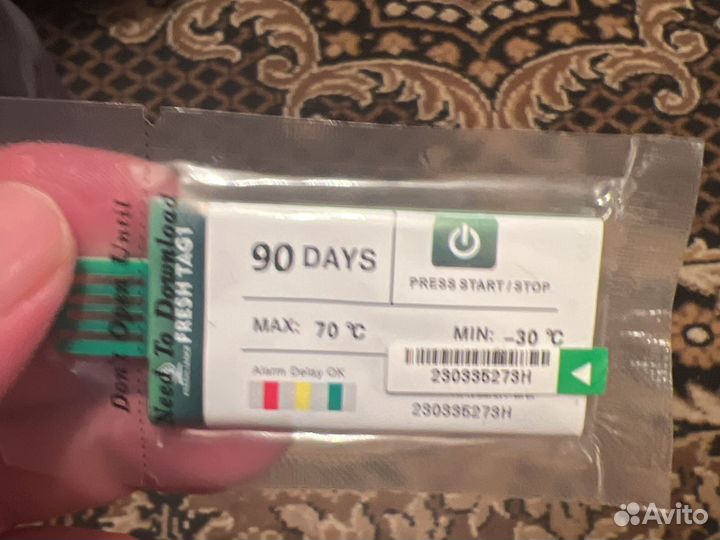 Don't Open Until
Need To Download
FRESH TAG1
90 DAYS
PRESS START / STOP
MAX: 70 °C
MIN: -30 °C
Alarm Delay OK
230335273H
230335273H
Avito